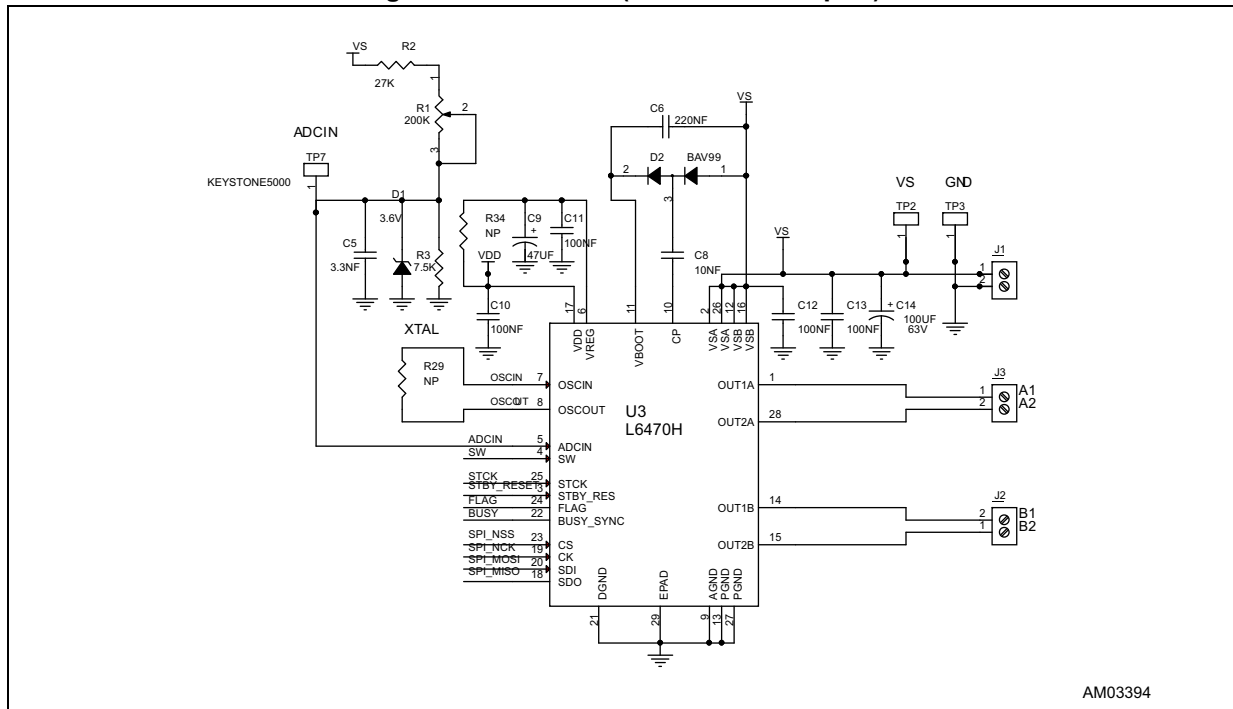 VS
R2
27K
1
R1
200K
2
3
ADCIN
TP7
1
KEYSTONE5000
D1
3.6V
C5
3.3NF
R3
7.5K
R34
NP
VDD
C9
+
47UF
C11
100NF
C10
100NF
C6
220NF
VS
2
D2
BAV99
1
3
C8
10NF
VS
VS
TP2
1
GND
TP3
1
J1
1
2
C12
100NF
C13
100NF
+
C14
100UF
63V
17
6
11
10
2
26
12
16
VDD
VREG
VBOOT
CP
VSA
VSA
VSB
VSB
XTAL
R29
NP
OSCIN
7
OSCIN
OSCOUT
8
OSCOUT
U3
L6470H
ADCIN
5
ADCIN
SW
4
SW
STCK
25
STCK
STBY_RESET
3
STBY_RES
FLAG
24
FLAG
BUSY
22
BUSY_SYNC
SPI_NSS
23
CS
SPI_NCK
19
CK
SPI_MOSI
20
SDI
SPI_MISO
18
SDO
OUT1A
1
OUT2A
28
J3
1
2
A1
A2
OUT1B
14
OUT2B
15
J2
2
1
B1
B2
DGND
EPAD
AGND
PGND
PGND
21
29
9
13
27
AM03394